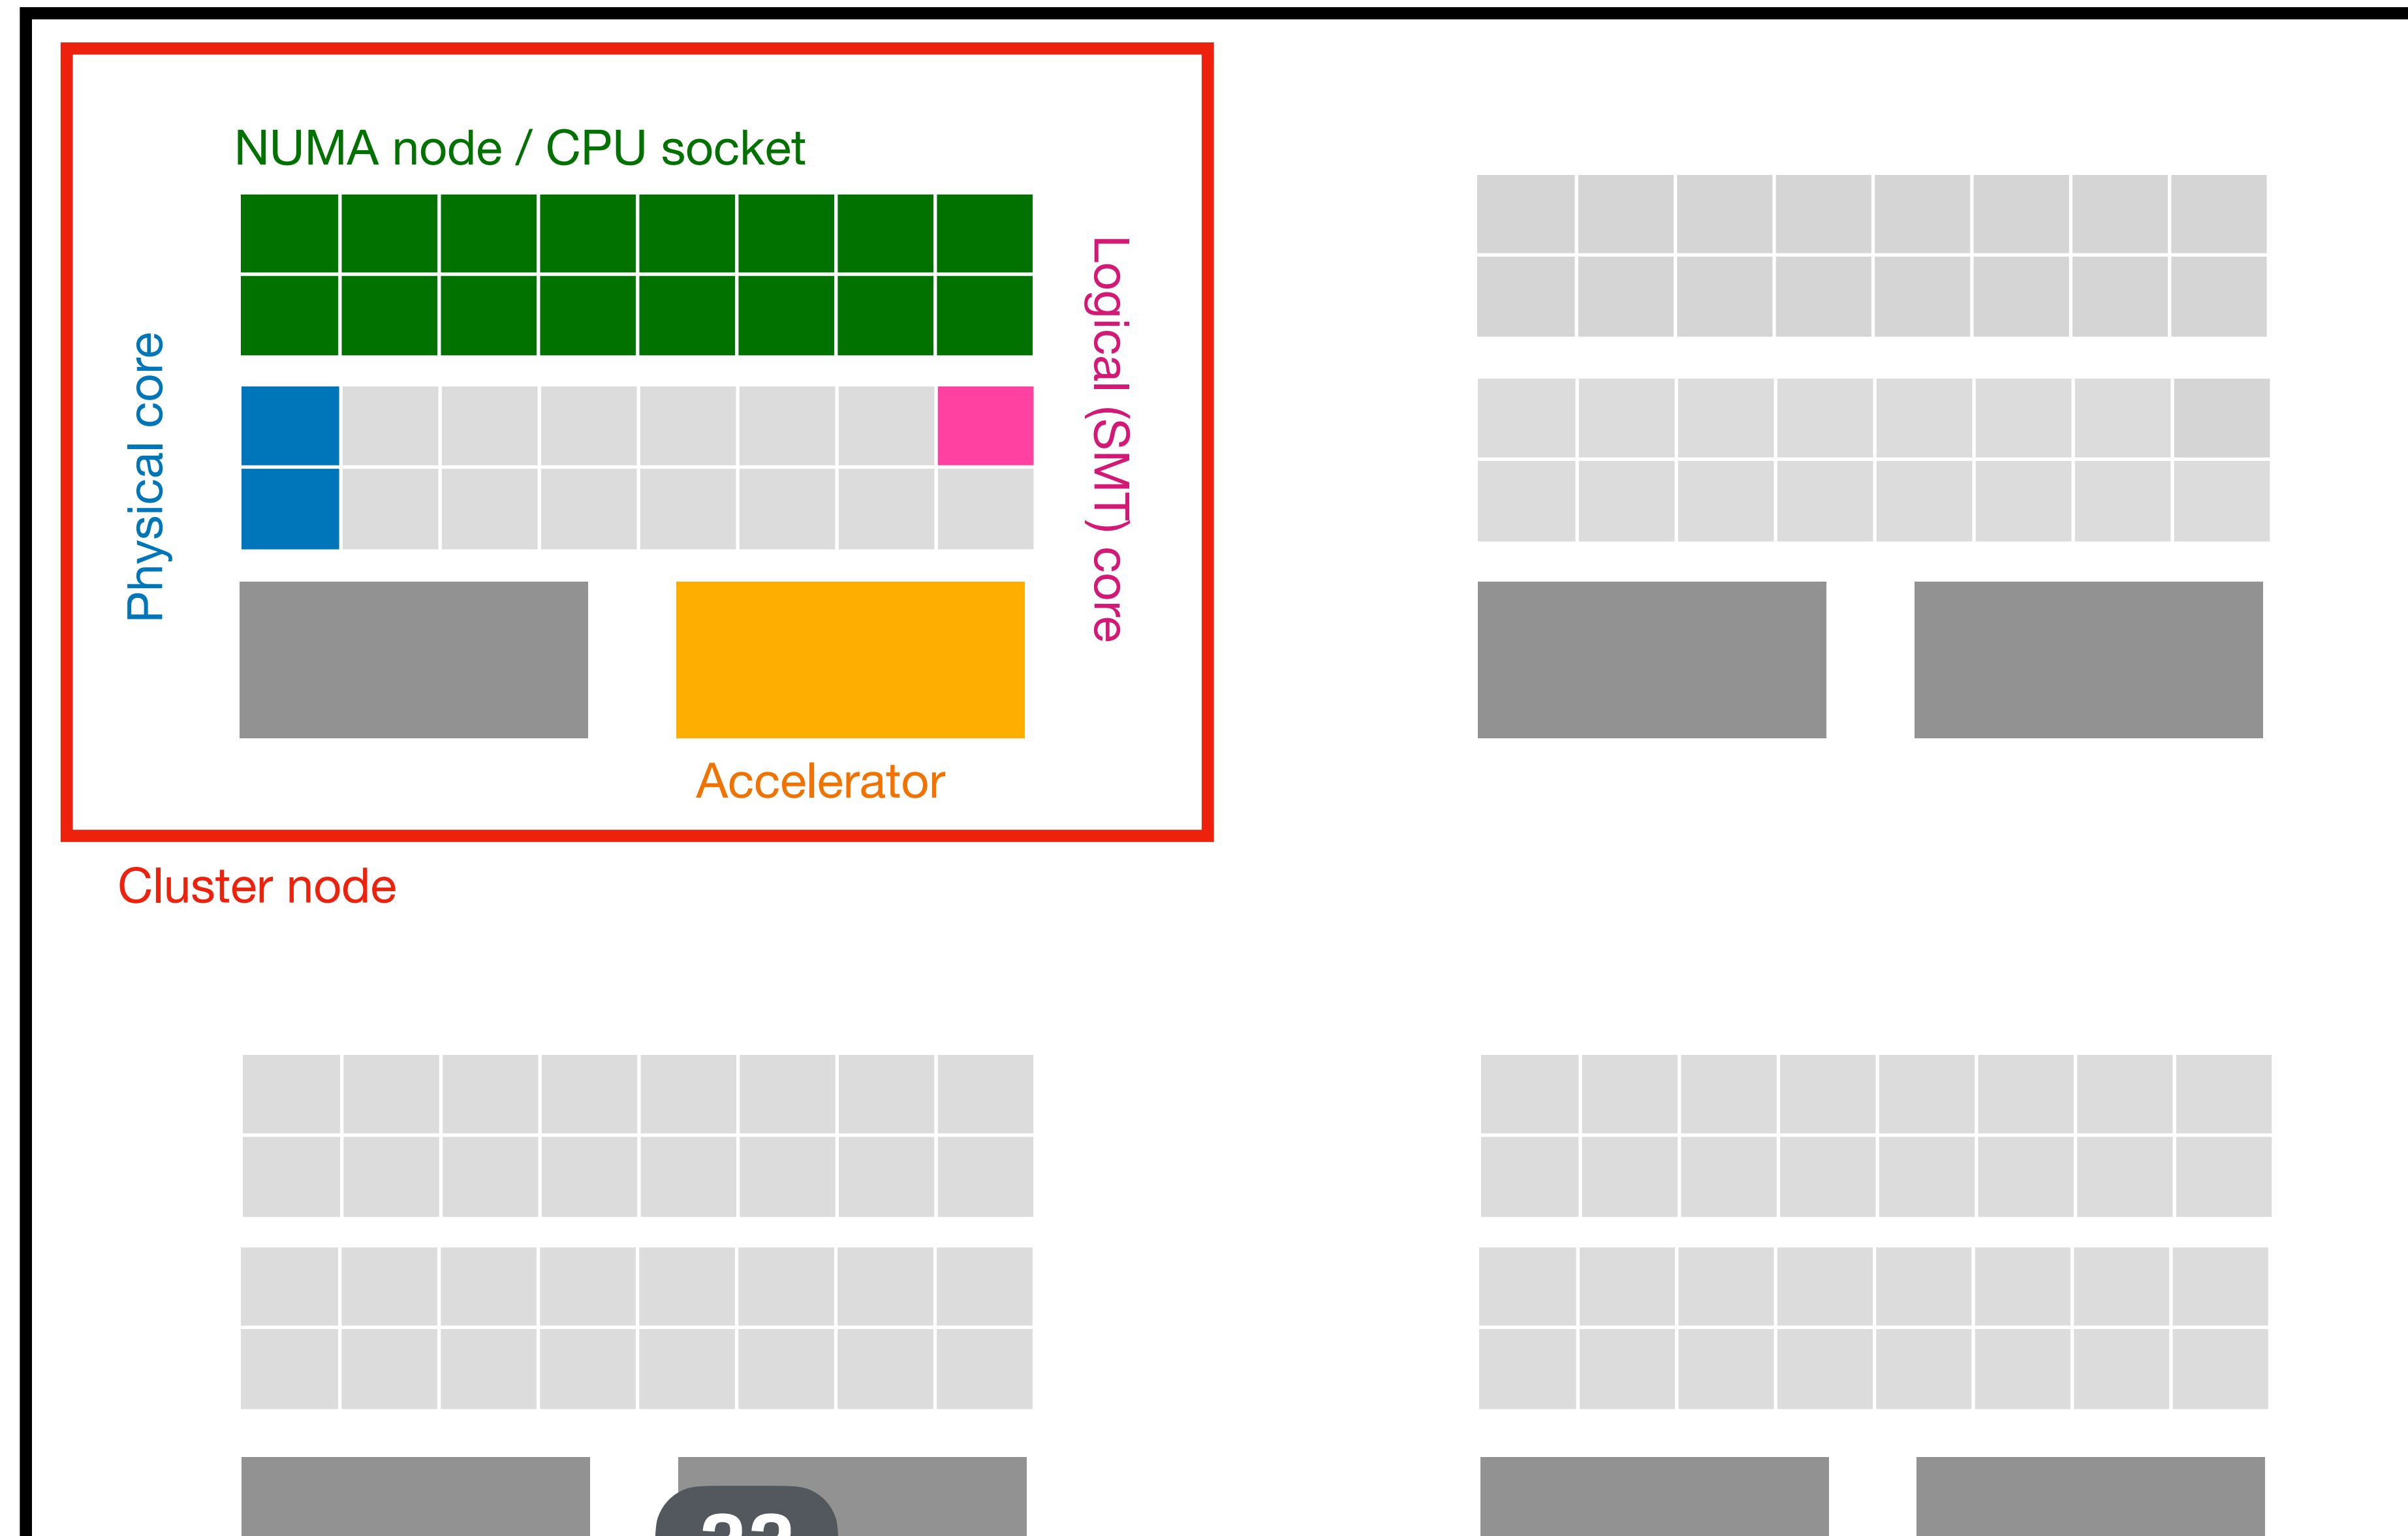 NUMA node / CPU socket
Physical core
Logical (SMT) core
Accelerator
Cluster node